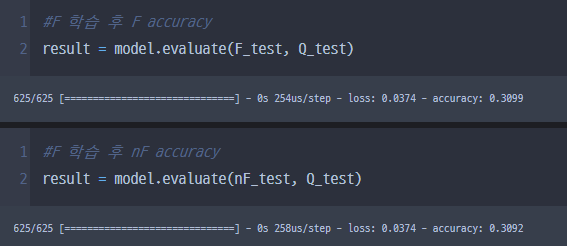 1 #F 학습 후 F accuracy
2 result = model.evaluate(F_test, Q_test)
625/625 [==============================] - 0s 254us/step - loss: 0.0374 - accuracy: 0.3099
1 #F 학습 후 nF accuracy
2 result = model.evaluate(nF_test, Q_test)
625/625 [==============================] - 0s 258us/step - loss: 0.0374 - accuracy: 0.3092